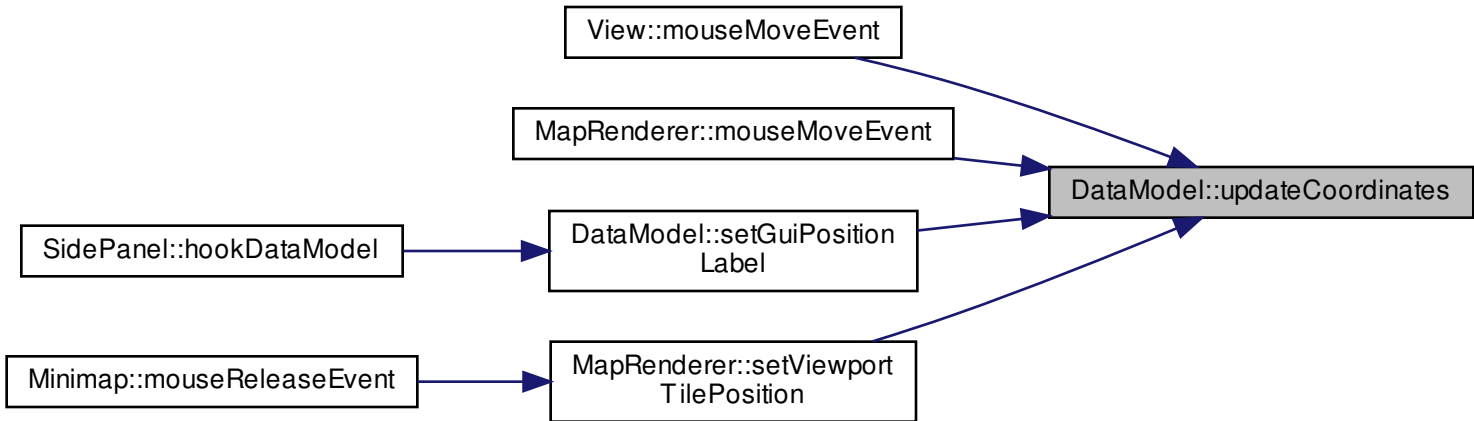 View::mouseMoveEvent
MapRenderer::mouseMoveEvent
DataModel::updateCoordinates
SidePanel::hookDataModel
DataModel::setGuiPosition
Label
Minimap::mouseReleaseEvent
MapRenderer::setViewport
TilePosition